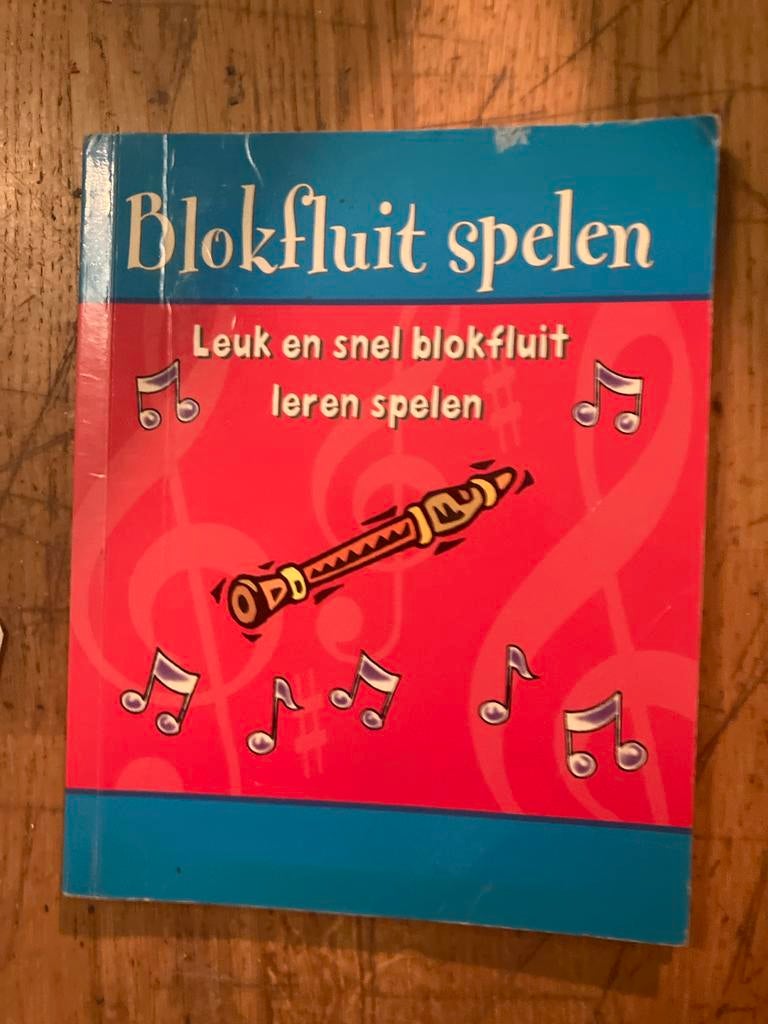 Blokfluit spelen
Leuk en snel blokfluit
leren spelen